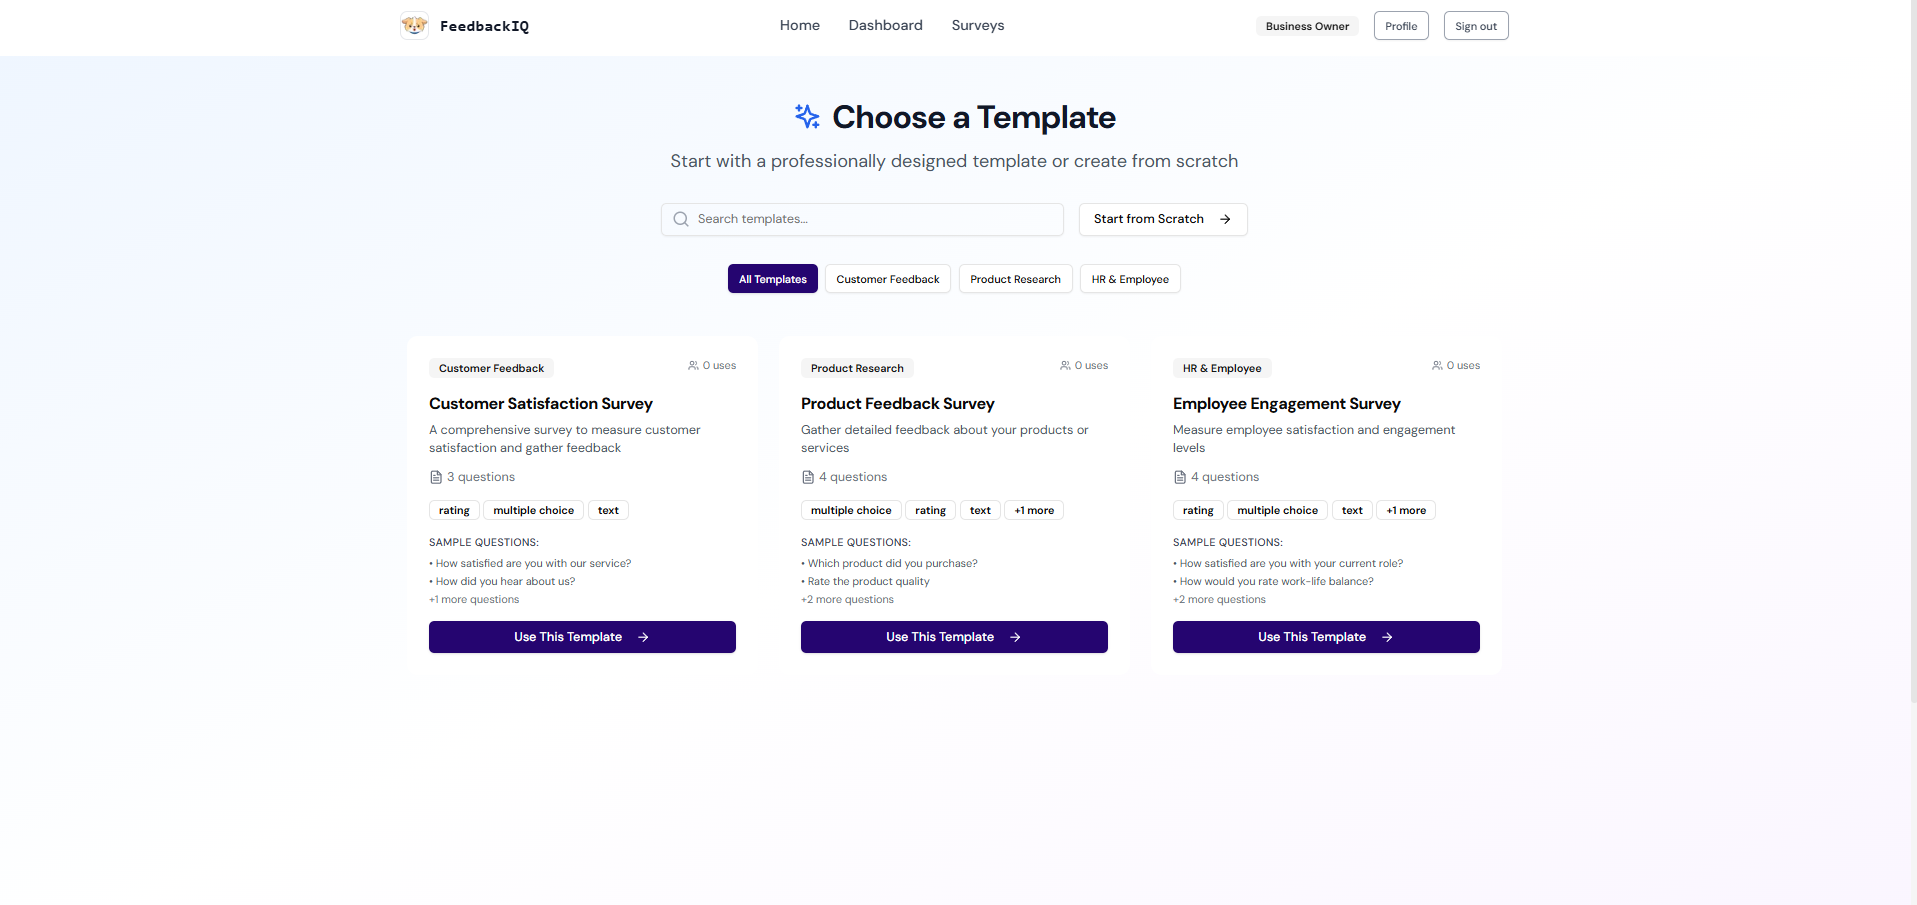 FeedbackIQ
Home
Dashboard
Surveys
Business Owner
Profile
Sign out
Choose a Template
Start with a professionally designed template or create from scratch
Search templates...
Start from Scratch
All Templates
Customer Feedback
Product Research
HR & Employee
Customer Feedback
0 uses
Customer Satisfaction Survey
A comprehensive survey to measure customer
satisfaction and gather feedback
3 questions
rating
multiple choice
text
SAMPLE QUESTIONS:
• How satisfied are you with our service?
• How did you hear about us?
+1 more questions
Use This Template
Product Research
0 uses
Product Feedback Survey
Gather detailed feedback about your products or
services
4 questions
multiple choice
rating
text
+1 more
SAMPLE QUESTIONS:
• Which product did you purchase?
• Rate the product quality
+2 more questions
Use This Template
HR & Employee
0 uses
Employee Engagement Survey
Measure employee satisfaction and engagement
levels
4 questions
rating
multiple choice
text
+1 more
SAMPLE QUESTIONS:
• How satisfied are you with your current role?
• How would you rate work-life balance?
+2 more questions
Use This Template